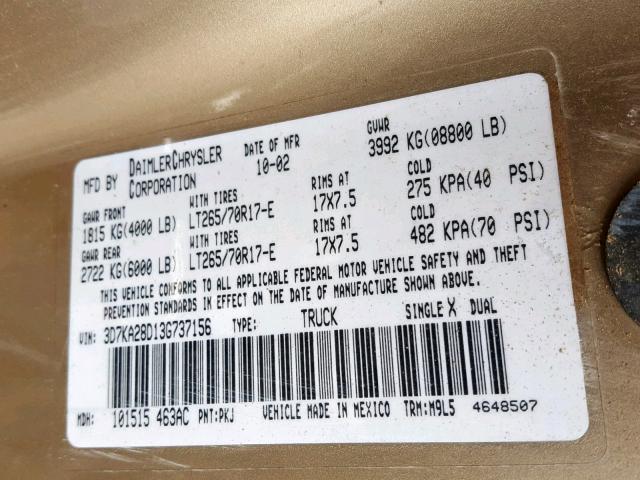 MFD BY DAIMLERCHRYSLER CORPORATION DATE OF MFR 10-02 GVWR 3992 KG(08800 LB)
GAWR FRONT WITH TIRES RIMS AT COLD
1815 KG(4000 LB) LT265/70R17-E 17X7.5 275 KPA(40 PSI)
GAWR REAR WITH TIRES RIMS AT COLD
2722 KG(6000 LB) LT265/70R17-E 17X7.5 482 KPA(70 PSI)
THIS VEHICLE CONFORMS TO ALL APPLICABLE FEDERAL MOTOR VEHICLE SAFETY AND THEFT
PREVENTION STANDARDS IN EFFECT ON THE DATE OF MANUFACTURE SHOWN ABOVE.
VIN: 3D7KA28D13G737156 TYPE: TRUCK SINGLE X DUAL
MDH: 101515 463AC PNT:PKJ VEHICLE MADE IN MEXICO TRM:M9L5 4648507